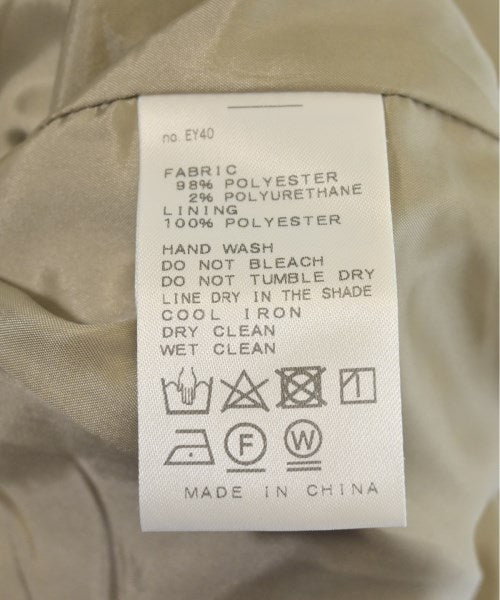 no. EY40
FABRIC
98% POLYESTER
2% POLYURETHANE
LINING
100% POLYESTER
HAND WASH
DO NOT BLEACH
DO NOT TUMBLE DRY
LINE DRY IN THE SHADE
COOL IRON
DRY CLEAN
WET CLEAN
F W
MADE IN CHINA